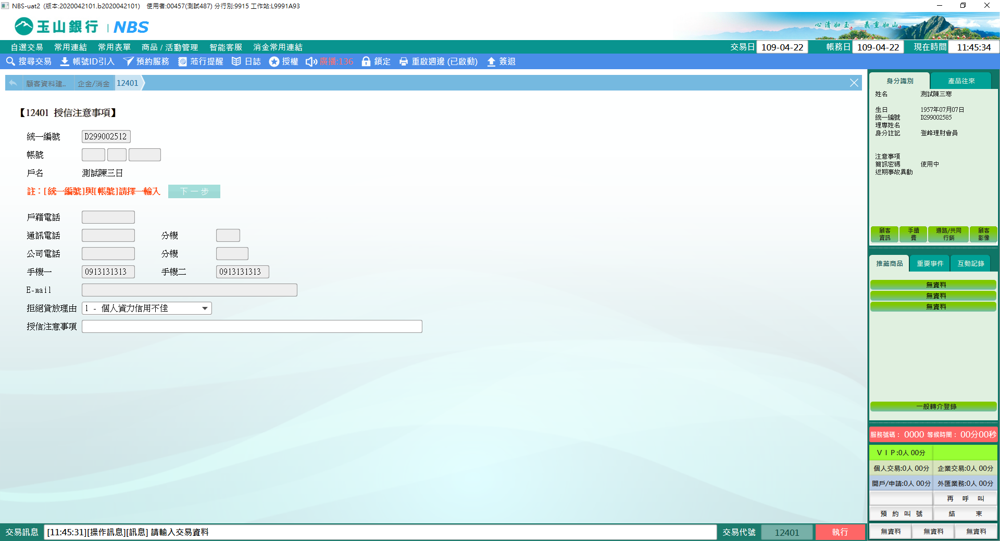 NBS-uat2 (版本:2020042101.b2020042101) 使用者:00457(測試487) 分行別:9915 工作站:L9991A93
玉山銀行 | NBS
心清如玉 義重如山
自選交易 常用連結 常用表單 商品 / 活動管理 智能客服 消金常用連結
交易日 109-04-22 帳務日 109-04-22 現在時間 11:45:34
搜尋交易 帳號ID引入 預約服務 蒞行提醒 日誌 授權 廣播:136 鎖定 重啟週邊 (已啟動) 簽退
顧客資料建.. 企金/消金 12401
【12401 授信注意事項】
統一編號 D299002512
帳號
戶名 測試陳三日
註：[統一編號]與[帳號]請擇一輸入 下一步
戶籍電話
通訊電話 分機
公司電話 分機
手機一 0913131313 手機二 0913131313
E-mail
拒絕貸放理由 1 - 個人資力信用不佳
授信注意事項
身分識別 產品往來
姓名 測試陳三寒
生日 1957年07月07日
統一編號 D299002585
理專姓名
身分註記 登峰理財會員
注意事項
簡訊密碼 使用中
近期事故異動
顧客資訊 手續費 通路/共同行銷 顧客影像
推薦商品 重要事件 互動記錄
無資料
無資料
無資料
一般轉介登錄
服務號碼： 0000 等候時間： 00分00秒
ＶＩＰ:0人 00分
個人交易:0人 00分 企業交易:0人 00分
開戶/申請:0人 00分 外匯業務:0人 00分
再 呼 叫
預 約 叫 號 結 束
無資料 無資料 無資料
交易訊息 [11:45:31][操作訊息][訊息] 請輸入交易資料 交易代號 12401 執行